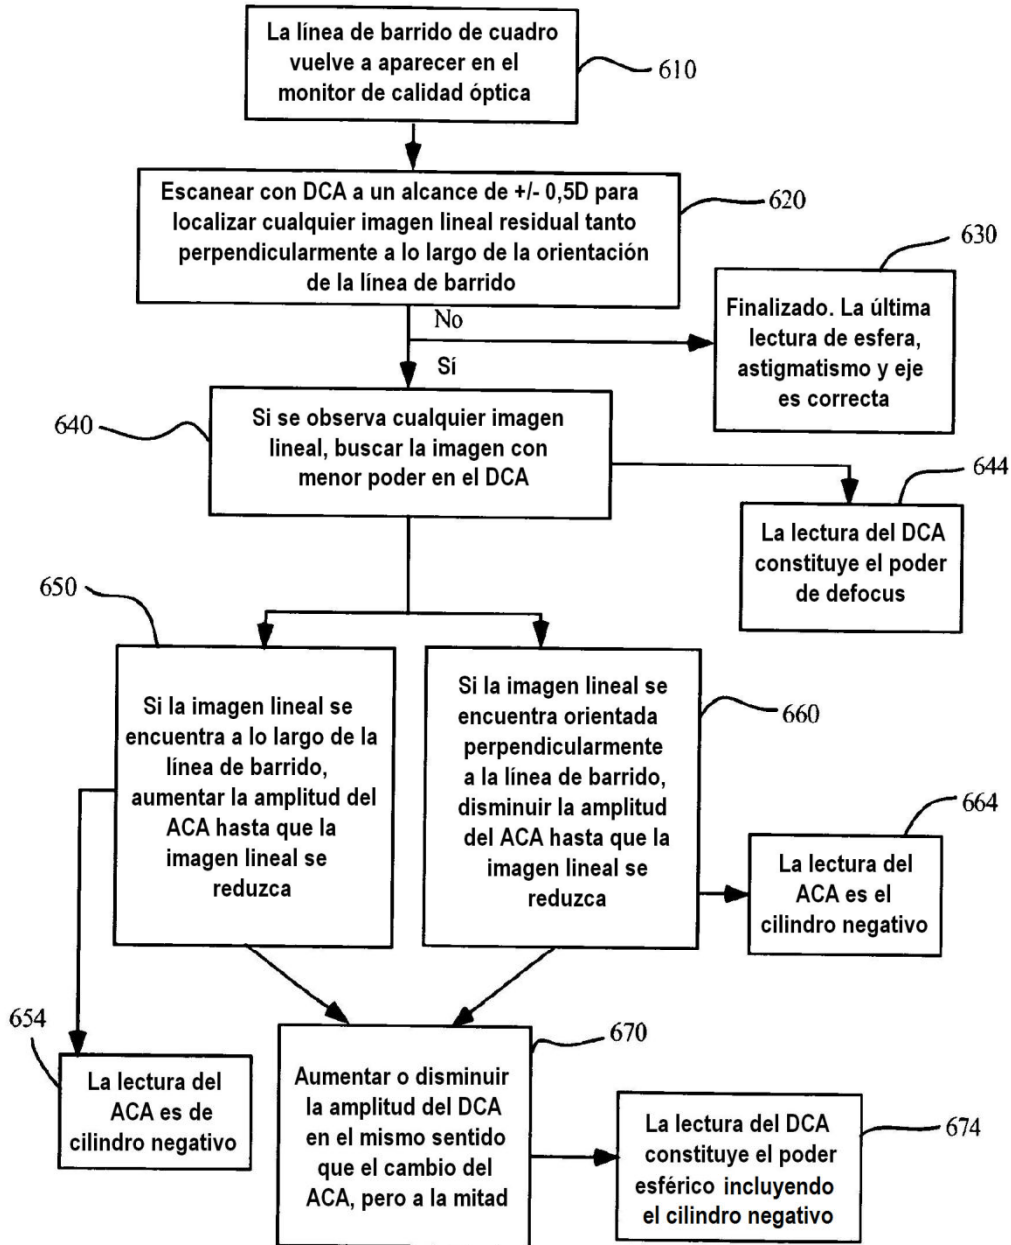 La línea de barrido de cuadro
vuelve a aparecer en el
monitor de calidad óptica
610
Escanear con DCA a un alcance de +/- 0,5D para
localizar cualquier imagen lineal residual tanto
perpendicularmente a lo largo de la orientación
de la línea de barrido
620
630
No
Finalizado. La última
lectura de esfera,
astigmatismo y eje
es correcta
Sí
640
Si se observa cualquier imagen
lineal, buscar la imagen con
menor poder en el DCA
644
La lectura del DCA
constituye el poder
de defocus
650
Si la imagen lineal se
encuentra a lo largo de la
línea de barrido,
aumentar la amplitud del
ACA hasta que la
imagen lineal se
reduzca
Si la imagen lineal se
encuentra orientada
perpendicularmente
a la línea de barrido,
disminuir la amplitud
del ACA hasta que la
imagen lineal se
reduzca
660
664
La lectura del
ACA es el
cilindro negativo
654
La lectura del
ACA es de
cilindro negativo
670
Aumentar o disminuir
la amplitud del DCA
en el mismo sentido
que el cambio del
ACA, pero a la mitad
La lectura del DCA
constituye el poder
esférico incluyendo
el cilindro negativo
674